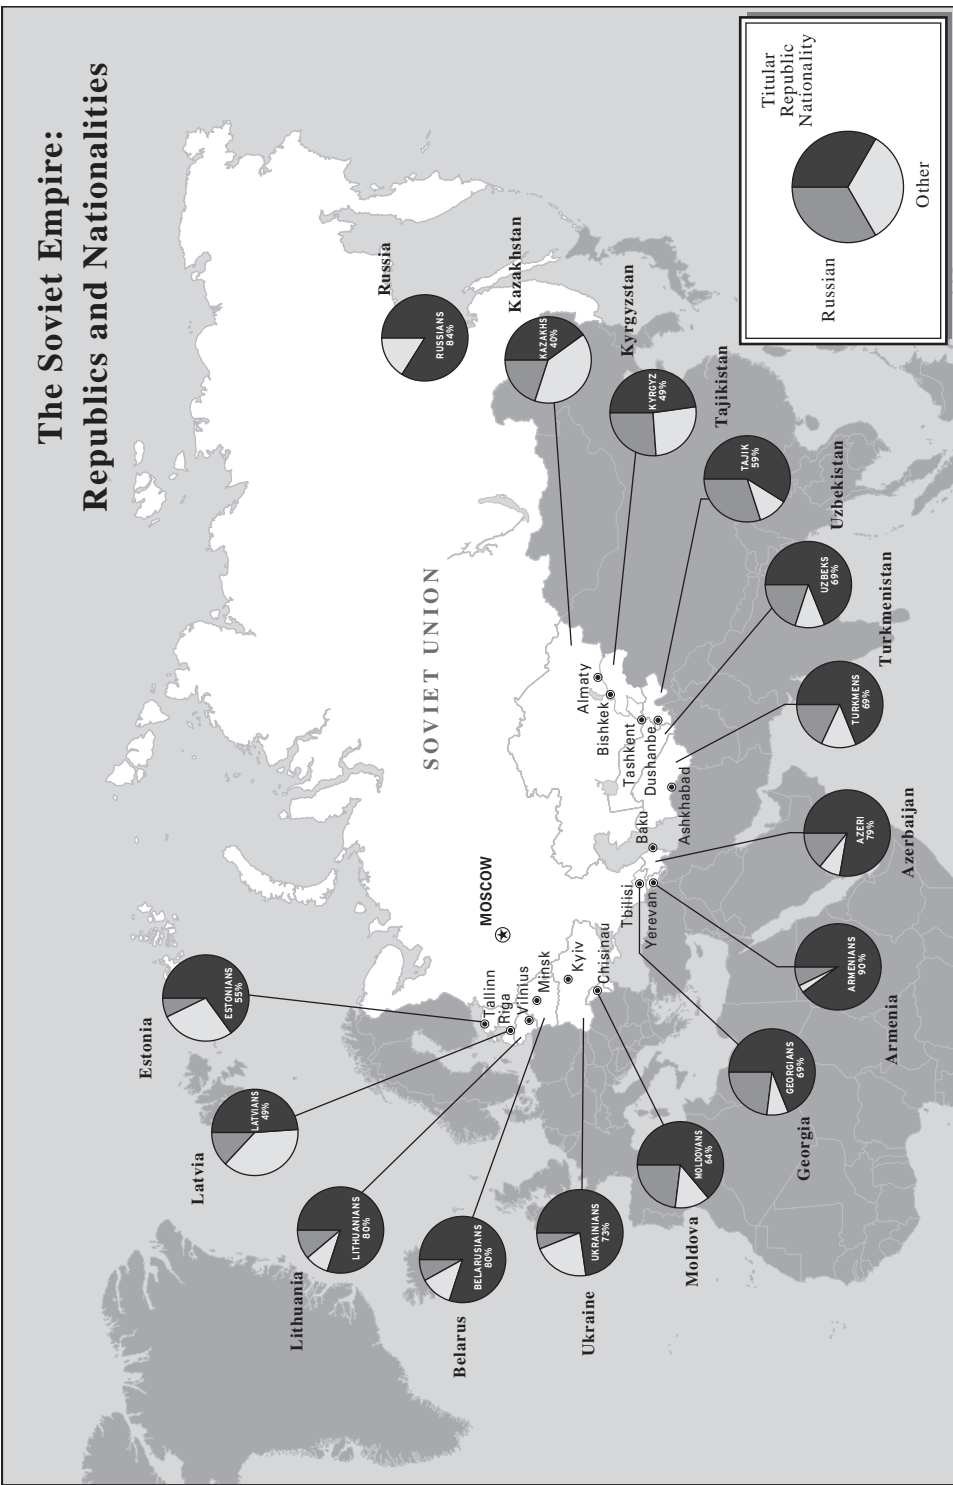 The Soviet Empire:
Republics and Nationalities
Titular
Republic
Nationality
Russian
Other
SOVIET UNION
Russia
RUSSIANS
84%
Kazakhstan
KAZAKHS
40%
Kyrgyzstan
KYRGYZ
49%
Tajikistan
TAJIK
59%
Uzbekistan
UZBEKS
69%
Turkmenistan
TURKMENS
69%
Azerbaijan
AZERI
79%
Armenia
ARMENIANS
90%
Georgia
GEORGIANS
69%
Moldova
MOLDOVANS
64%
Ukraine
UKRAINIANS
73%
Belarus
BELARUSIANS
80%
Lithuania
LITHUANIANS
80%
Latvia
LATVIANS
49%
Estonia
ESTONIANS
55%
MOSCOW
Tallinn
Riga
Vilnius
Minsk
Kyiv
Chisinau
Tbilisi
Yerevan
Baku
Ashkhabad
Dushanbe
Tashkent
Bishkek
Almaty